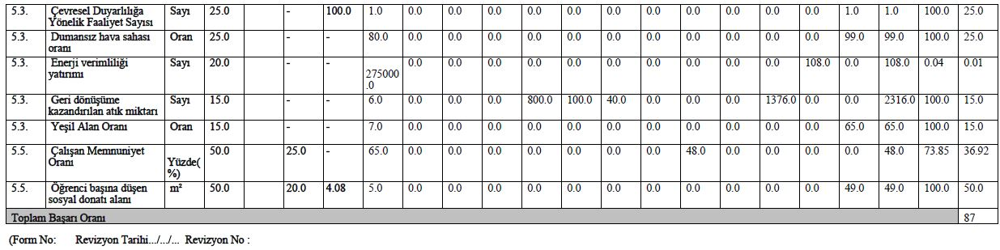 5.3. Çevresel Duyarlılığa Yönelik Faaliyet Sayısı Sayı 25.0 - 100.0 1.0 0.0 0.0 0.0 0.0 0.0 0.0 0.0 0.0 0.0 0.0 1.0 1.0 100.0 25.0
5.3. Dumansız hava sahası oranı Oran 25.0 - - 80.0 0.0 0.0 0.0 0.0 0.0 0.0 0.0 0.0 0.0 0.0 99.0 99.0 100.0 25.0
5.3. Enerji verimliliği yatırımı Sayı 20.0 - - 275000.0 0.0 0.0 0.0 0.0 0.0 0.0 0.0 0.0 0.0 108.0 0.0 108.0 0.04 0.01
5.3. Geri dönüşüme kazandırılan atık miktarı Sayı 15.0 - - 6.0 0.0 0.0 0.0 800.0 100.0 40.0 0.0 0.0 1376.0 0.0 0.0 2316.0 100.0 15.0
5.3. Yeşil Alan Oranı Oran 15.0 - - 7.0 0.0 0.0 0.0 0.0 0.0 0.0 0.0 0.0 0.0 0.0 65.0 65.0 100.0 15.0
5.5. Çalışan Memnuniyet Oranı Yüzde(%) 50.0 25.0 - 65.0 0.0 0.0 0.0 0.0 0.0 0.0 0.0 48.0 0.0 0.0 0.0 48.0 73.85 36.92
5.5. Öğrenci başına düşen sosyal donatı alanı m² 50.0 20.0 4.08 5.0 0.0 0.0 0.0 0.0 0.0 0.0 0.0 0.0 0.0 0.0 49.0 49.0 100.0 50.0
Toplam Başarı Oranı 87
(Form No: Revizyon Tarihi.../.../... Revizyon No :